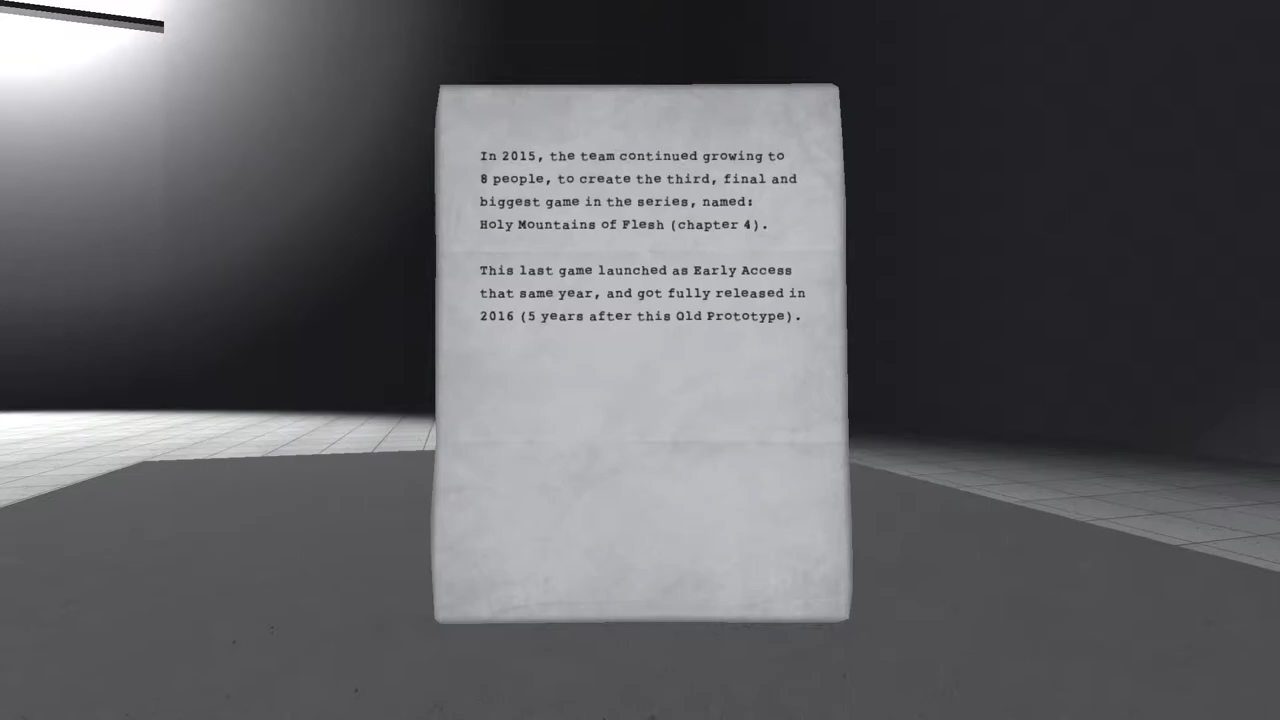 In 2015, the team continued growing to
8 people, to create the third, final and
biggest game in the series, named:
Holy Mountains of Flesh (chapter 4).
This last game launched as Early Access
that same year, and got fully released in
2016 (5 years after this Old Prototype).